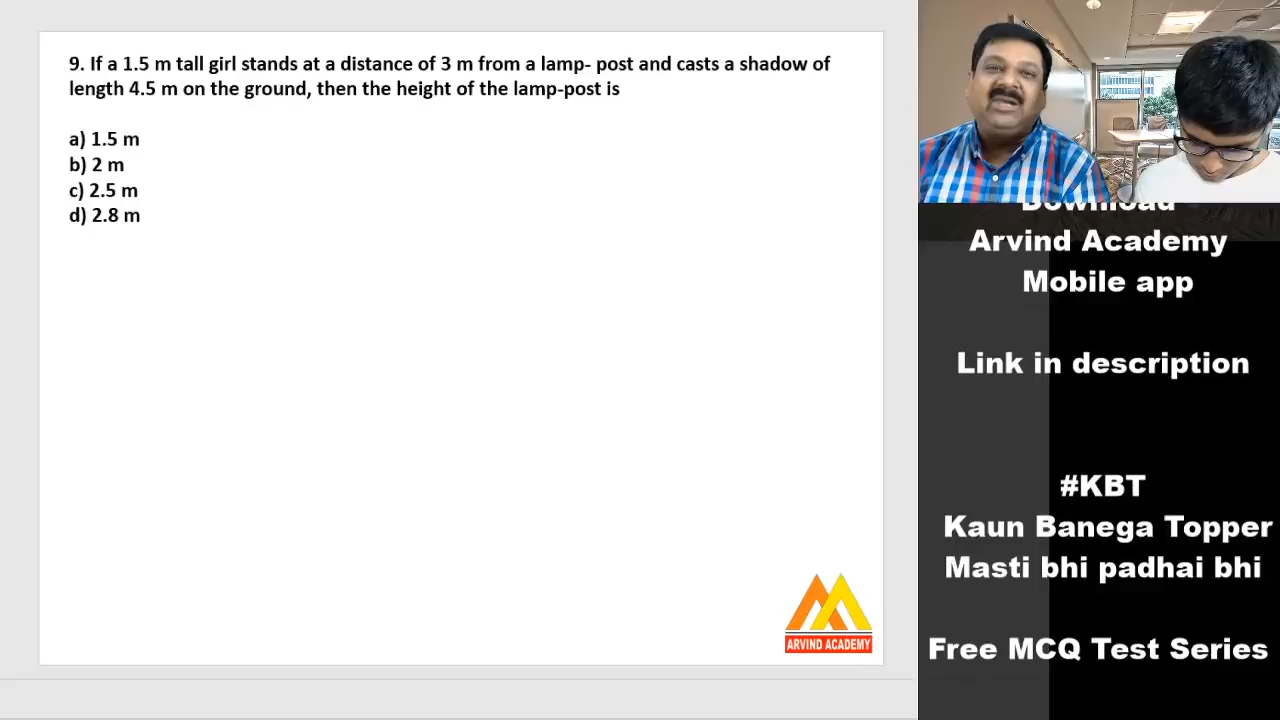 9. If a 1.5 m tall girl stands at a distance of 3 m from a lamp- post and casts a shadow of
length 4.5 m on the ground, then the height of the lamp-post is
a) 1.5 m
b) 2 m
c) 2.5 m
d) 2.8 m
ARVIND ACADEMY
Download
Arvind Academy
Mobile app
Link in description
#KBT
Kaun Banega Topper
Masti bhi padhai bhi
Free MCQ Test Series